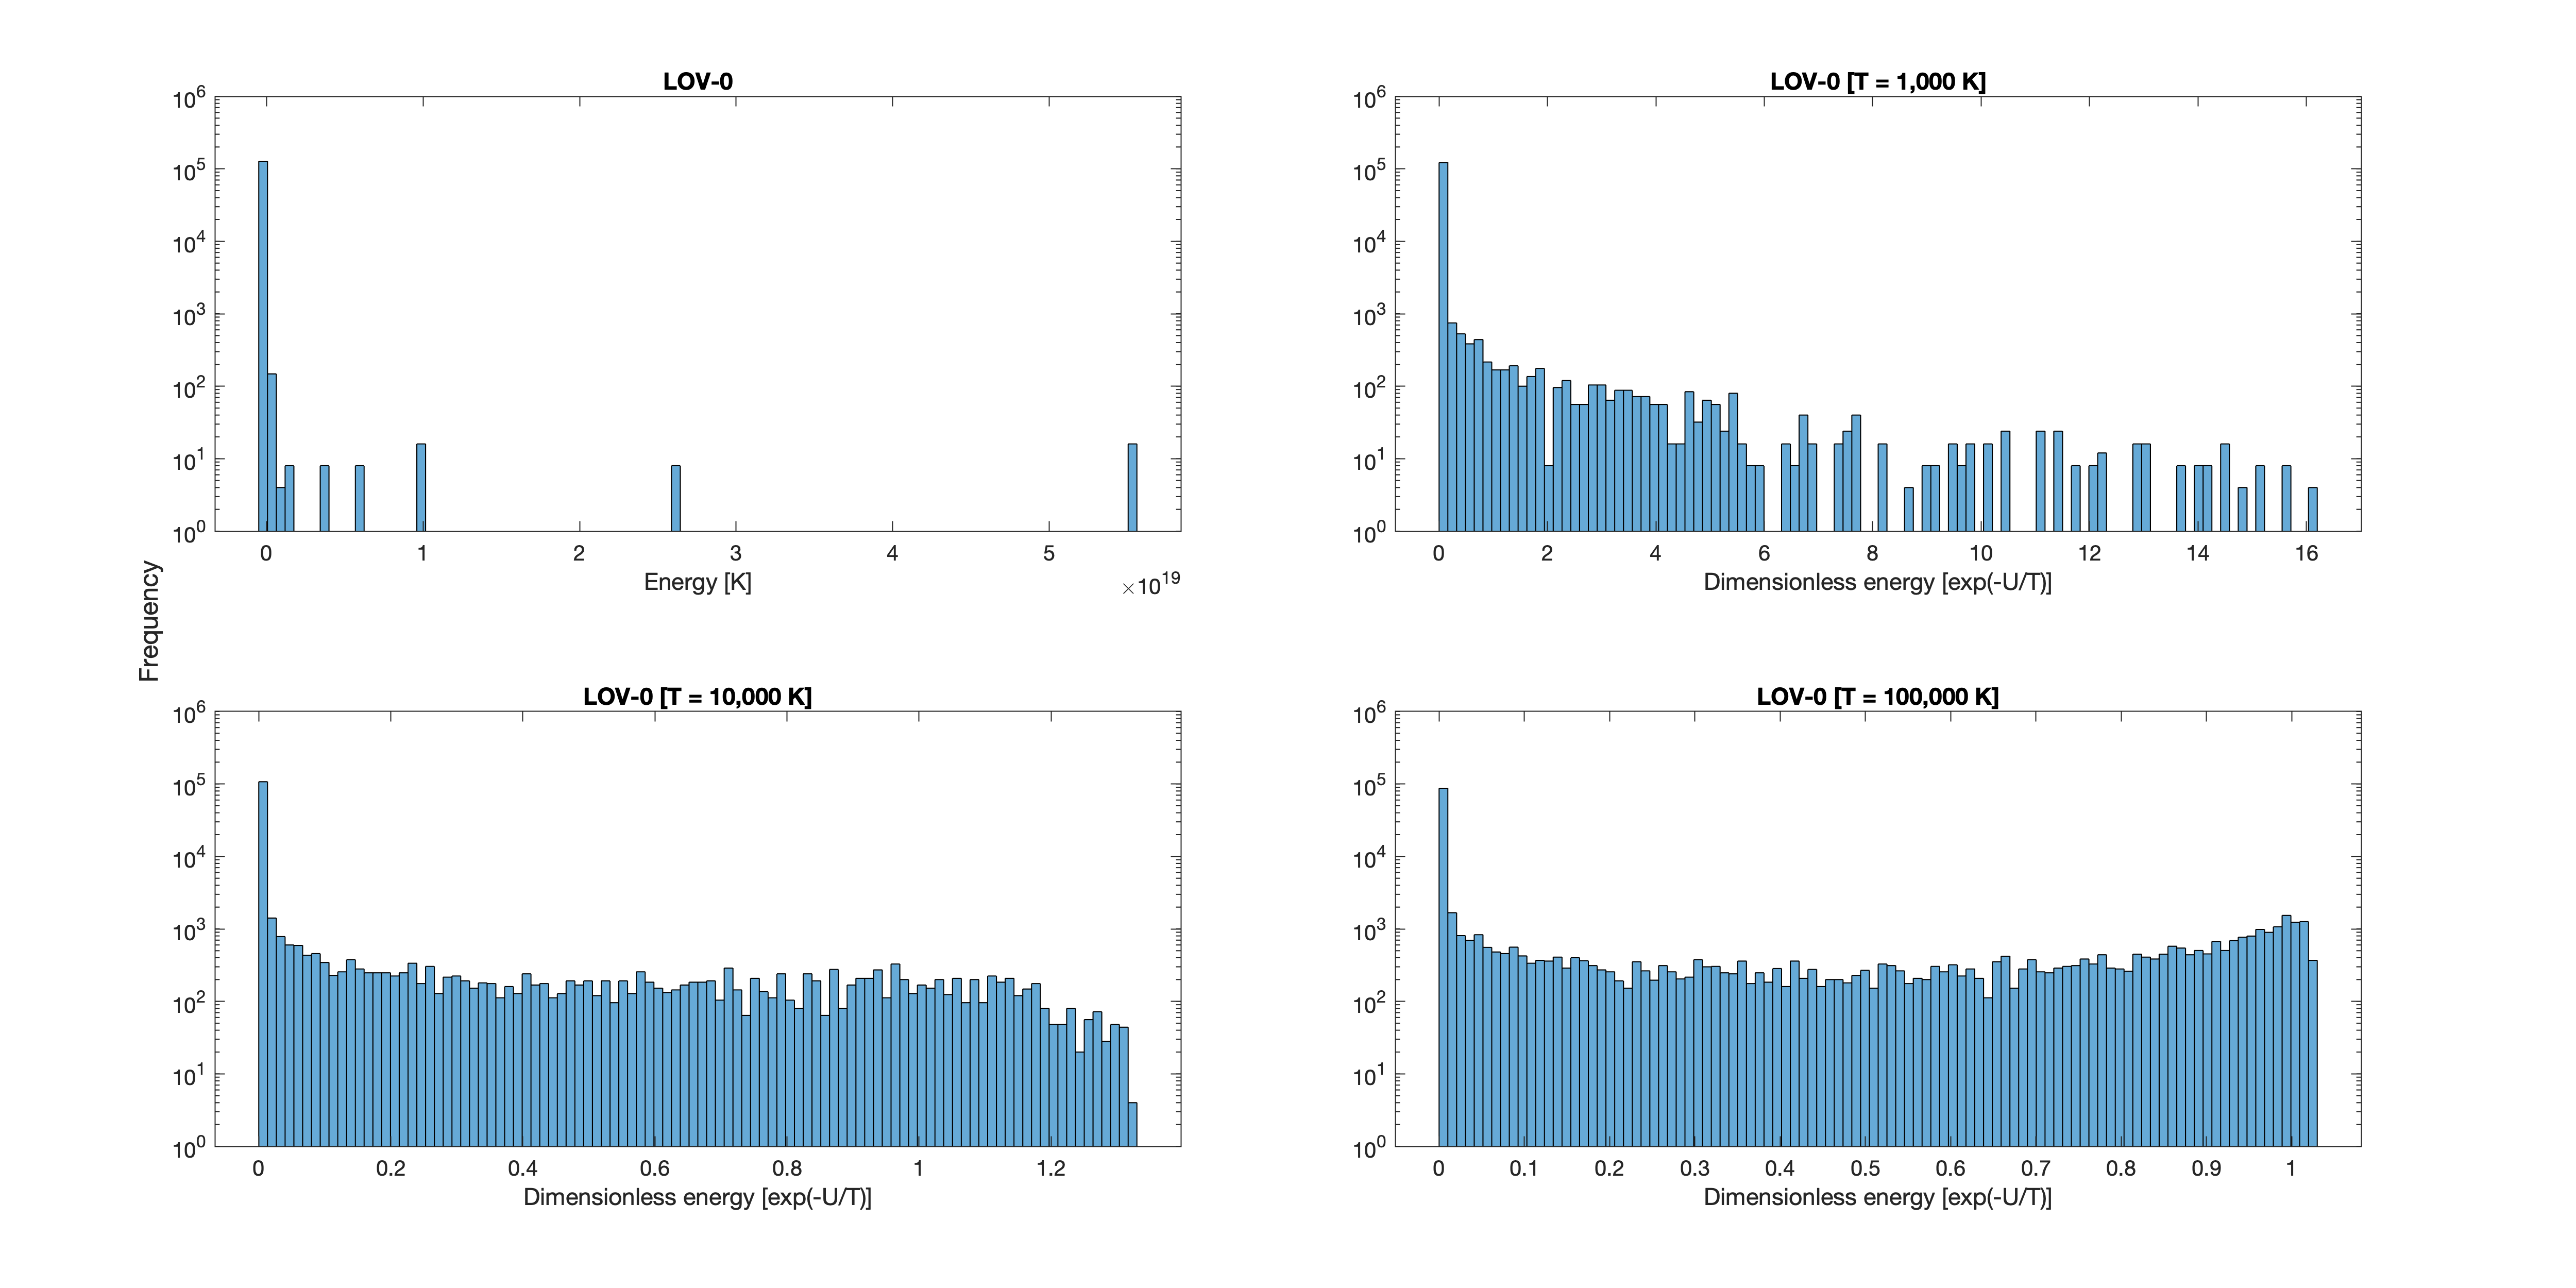 LOV-0
10^6
10^5
10^4
10^3
10^2
10^1
10^0
0 1 2 3 4 5
Energy [K]
×10^19
LOV-0 [T = 1,000 K]
10^6
10^5
10^4
10^3
10^2
10^1
10^0
0 2 4 6 8 10 12 14 16
Dimensionless energy [exp(-U/T)]
Frequency
LOV-0 [T = 10,000 K]
10^6
10^5
10^4
10^3
10^2
10^1
10^0
0 0.2 0.4 0.6 0.8 1 1.2
Dimensionless energy [exp(-U/T)]
LOV-0 [T = 100,000 K]
10^6
10^5
10^4
10^3
10^2
10^1
10^0
0 0.1 0.2 0.3 0.4 0.5 0.6 0.7 0.8 0.9 1
Dimensionless energy [exp(-U/T)]